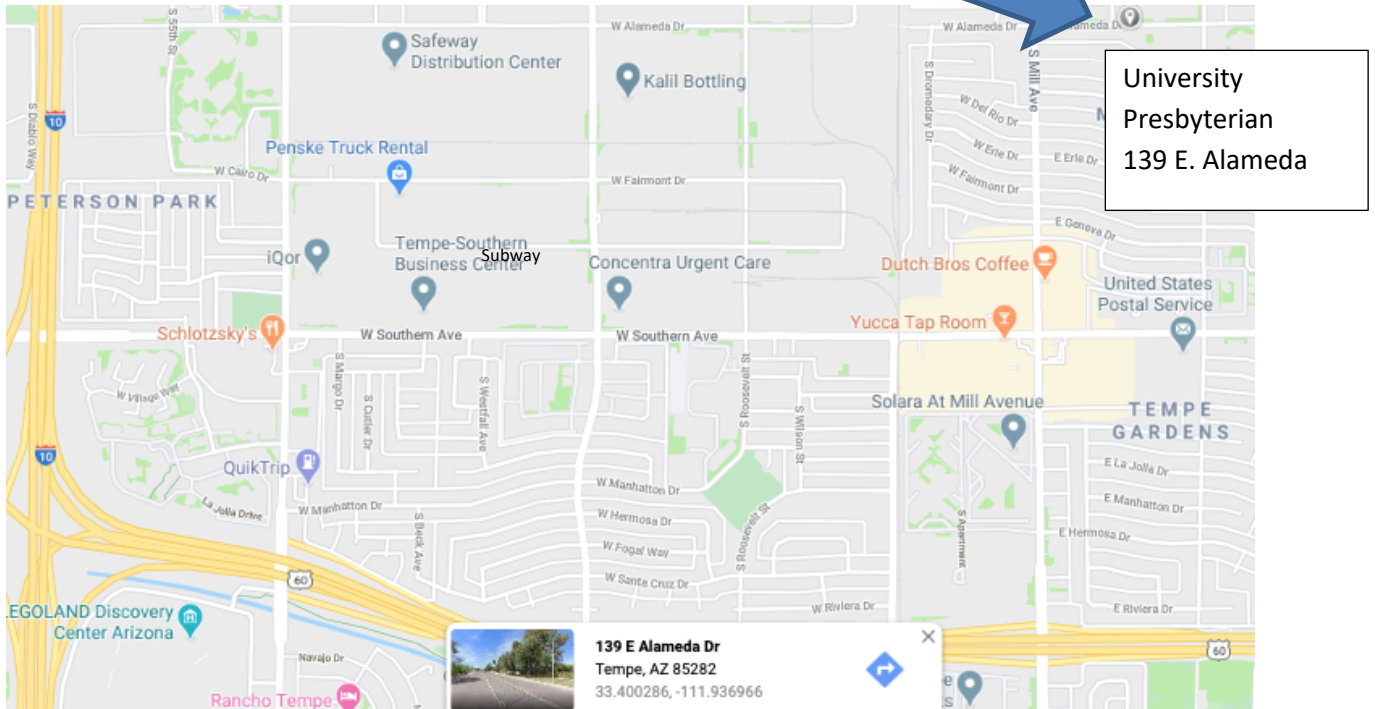 S 55th St
W Alameda Dr
W Alameda Dr
ameda D
Safeway
Distribution Center
Kalil Bottling
S Mill Ave
University
Presbyterian
139 E. Alameda
S Diablo Way
10
S Dromedary Dr
W Del Rio Dr
M
Penske Truck Rental
W Erie Dr
E Erie Dr
W Cairo Dr
W Fairmont Dr
W Fairmont Dr
PETERSON PARK
E Geneva Dr
iQor
Tempe-Southern
Business Center
Subway
Concentra Urgent Care
Dutch Bros Coffee
United States
Postal Service
Schlotzsky's
W Southern Ave
W Southern Ave
Yucca Tap Room
S Margo Dr
S Cutler Dr
S Westfall Ave
S Roosevelt St
S Wilson St
W Village Way
Solara At Mill Avenue
TEMPE
GARDENS
10
QuikTrip
E La Jolla Dr
La Jolla Drive
W Manhatton Dr
W Manhatton Dr
E Manhatton Dr
S Beck Ave
W Hermosa Dr
S Roosevelt St
S Apartment
E Hermosa Dr
W Fogal Way
60
W Santa Cruz Dr
W Riviera Dr
E Riviera Dr
EGOLAND Discovery
Center Arizona
139 E Alameda Dr
Tempe, AZ 85282
33.400286, -111.936966
60
Navajo Dr
Rancho Tempe
e
s